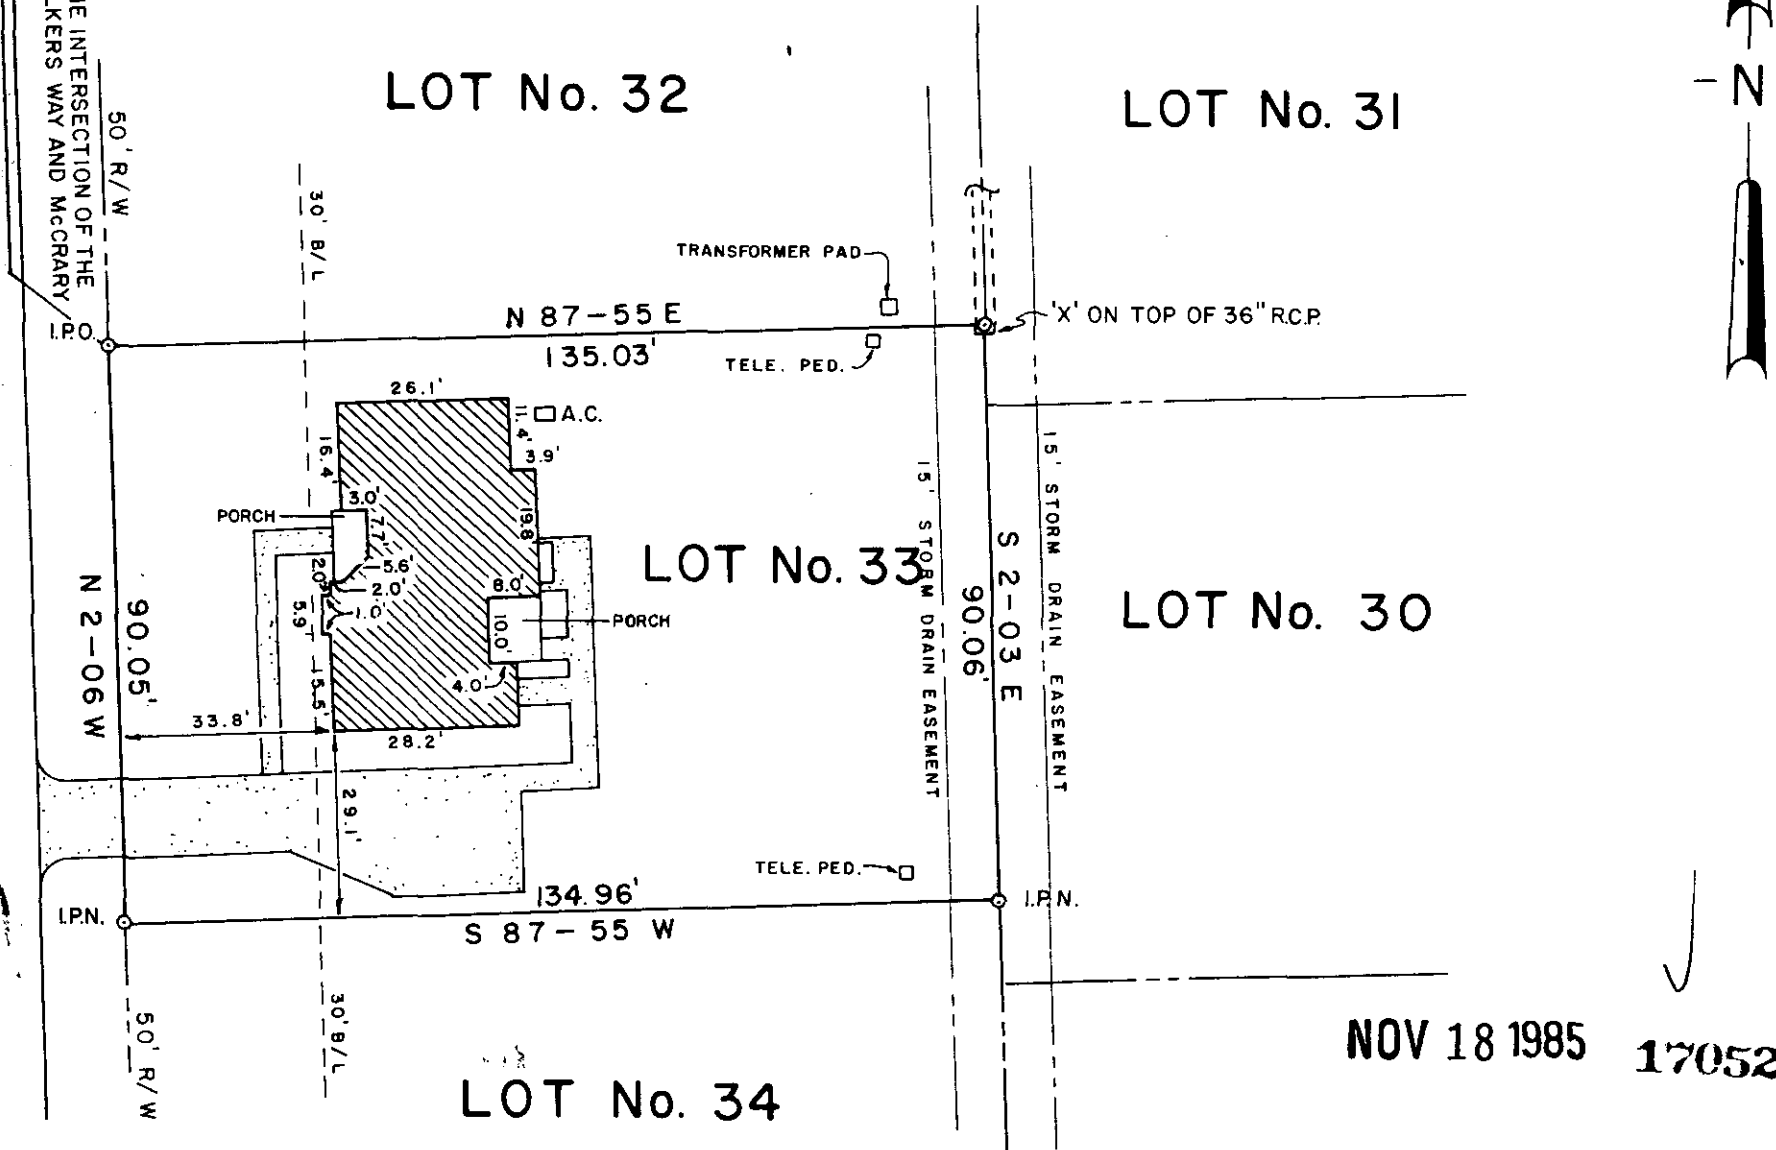 HE INTERSECTION OF THE
LKERS WAY AND McCRARY
50' R/W
LOT No. 32
LOT No. 31
N
30' B/L
TRANSFORMER PAD
N 87-55 E
135.03'
'X' ON TOP OF 36" R.C.P.
I.P.O.
TELE. PED.
26.1'
11.4'
A.C.
16.4'
3.9'
3.0'
PORCH
7.7'
19.8'
5.6'
2.0'
2.0'
1.0'
5.9'
8.0'
10.0'
PORCH
4.0'
15.5'
LOT No. 33
15' STORM DRAIN EASEMENT
S 2-03 E
90.06'
15' STORM DRAIN EASEMENT
LOT No. 30
N 2-06 W
90.05'
33.8'
28.2'
29.1'
TELE. PED.
I.P.N.
134.96'
S 87-55 W
I.P.N.
50' R/W
30' B/L
LOT No. 34
NOV 18 1985
17052